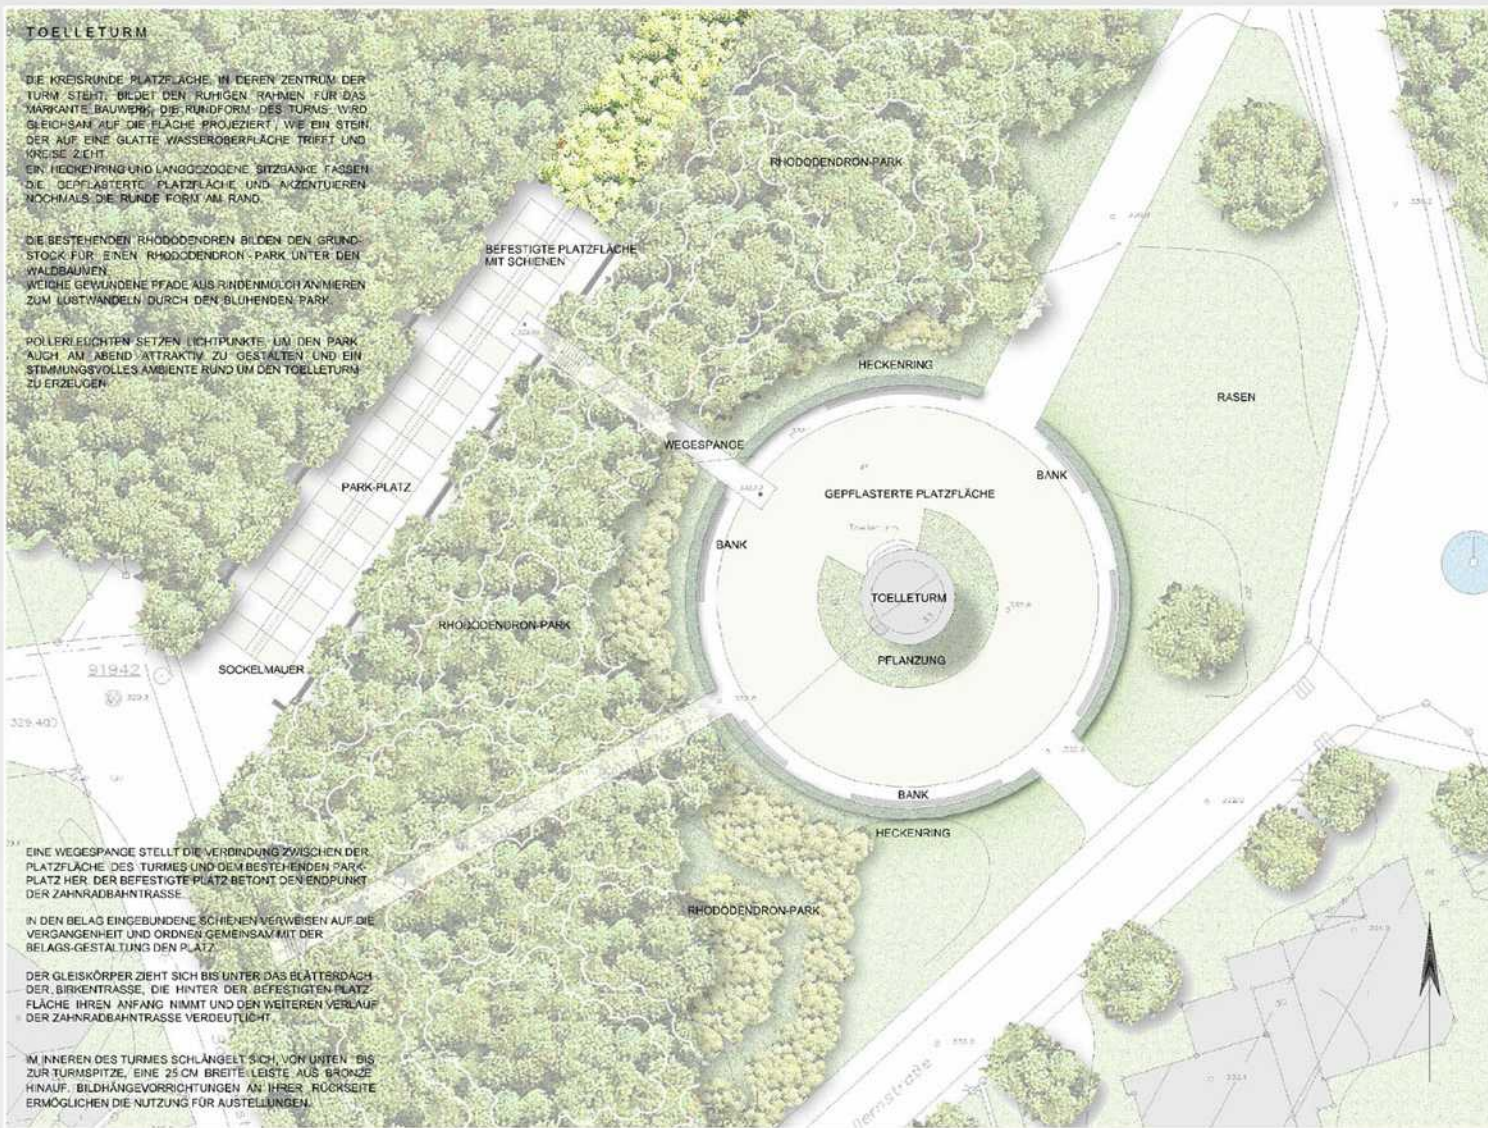 TOELLETURM
DIE KREISRUNDE PLATZFLÄCHE, IN DEREN ZENTRUM DER
TURM STEHT, BILDET DEN RUHIGEN RAHMEN FÜR DAS
MARKANTE BAUWERK. DIE RUNDFORM DES TURMS WIRD
GLEICHSAM AUF DIE FLÄCHE PROJEZIERT, WIE EIN STEIN
DER AUF EINE GLATTE WASSEROBERFLÄCHE TRIFFT UND
KREISE ZIEHT.
EIN HECKENRING UND LANGGEZOGENE SITZBÄNKE FASSEN
DIE GEPFLASTERTE PLATZFLÄCHE UND AKZENTUIEREN
NOCHMALS DIE RUNDE FORM AM RAND.
DIE BESTEHENDEN RHODODENDREN BILDEN DEN GRUND-
STOCK FÜR EINEN RHODODENDRON-PARK UNTER DEN
WALDBÄUMEN.
WEICHE GEWUNDENE PFADE AUS RINDENMULCH ANIMIEREN
ZUM LUSTWANDELN DURCH DEN BLÜHENDEN PARK.
POLLERLEUCHTEN SETZEN LICHTPUNKTE, UM DEN PARK
AUCH AM ABEND ATTRAKTIV ZU GESTALTEN UND EIN
STIMMUNGSVOLLES AMBIENTE RUND UM DEN TOELLETURM
ZU ERZEUGEN.
RHODODENDRON-PARK
BEFESTIGTE PLATZFLÄCHE
MIT SCHIENEN
HECKENRING
RASEN
WEGESPANGE
BANK
PARK-PLATZ
GEPFLASTERTE PLATZFLÄCHE
BANK
TOELLETURM
RHODODENDRON-PARK
PFLANZUNG
SOCKELMAUER
91942
329.403
BANK
HECKENRING
RHODODENDRON-PARK
EINE WEGESPANGE STELLT DIE VERBINDUNG ZWISCHEN DER
PLATZFLÄCHE DES TURMES UND DEM BESTEHENDEN PARK-
PLATZ HER. DER BEFESTIGTE PLATZ BETONT DEN ENDPUNKT
DER ZAHNRADBAHNTRASSE.
IN DEN BELAG EINGEBUNDENE SCHIENEN VERWEISEN AUF DIE
VERGANGENHEIT UND ORDNEN GEMEINSAM MIT DER
BELAGS-GESTALTUNG DEN PLATZ.
DER GLEISKÖRPER ZIEHT SICH BIS UNTER DAS BLÄTTERDACH
DER BIRKENTRASSE, DIE HINTER DER BEFESTIGTEN PLATZ-
FLÄCHE IHREN ANFANG NIMMT UND DEN WEITEREN VERLAUF
DER ZAHNRADBAHNTRASSE VERDEUTLICHT.
IM INNEREN DES TURMES SCHLÄNGELT SICH, VON UNTEN BIS
ZUR TURMSPITZE, EINE 25 CM BREITE LEISTE AUS BRONZE
HINAUF. BILDHÄNGEVORRICHTUNGEN AN IHRER RÜCKSEITE
ERMÖGLICHEN DIE NUTZUNG FÜR AUSTELLUNGEN.